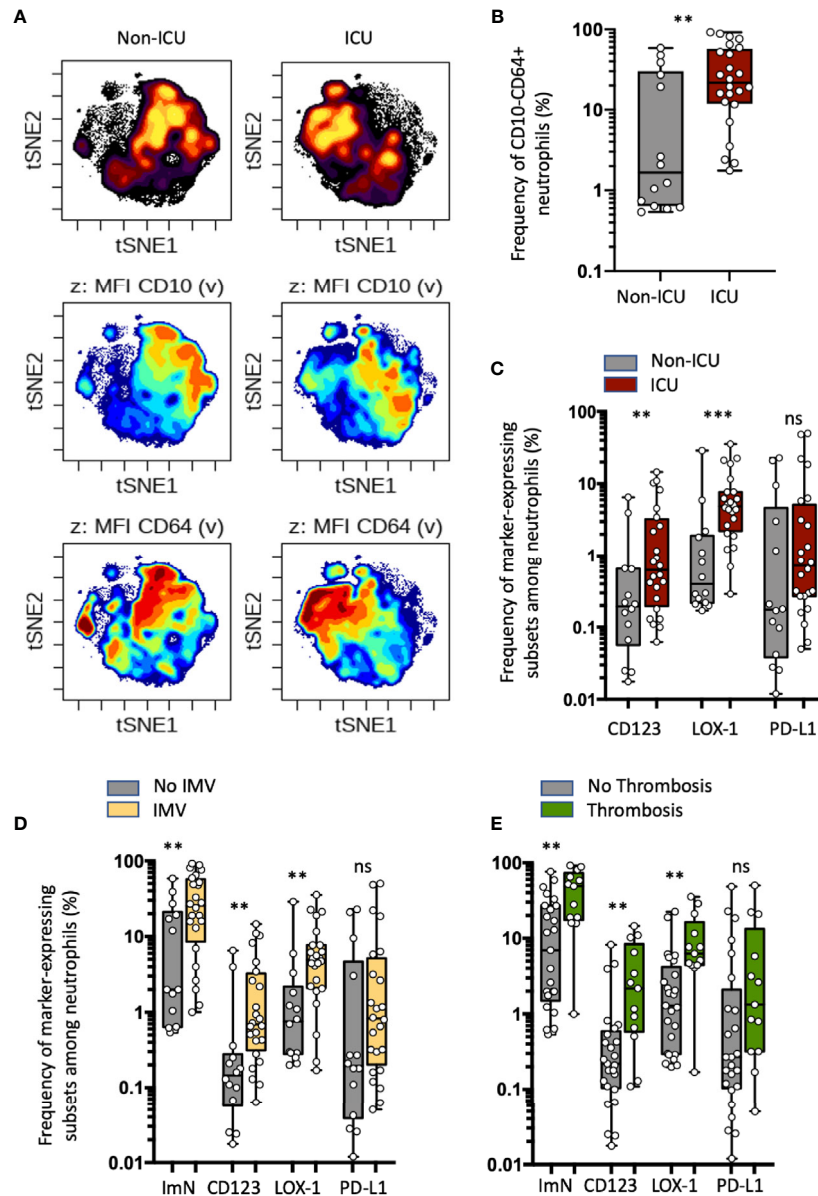 A
Non-ICU
ICU
tSNE2
tSNE1
tSNE1
z: MFI CD10 (v)
z: MFI CD10 (v)
tSNE2
tSNE1
tSNE1
z: MFI CD64 (v)
z: MFI CD64 (v)
tSNE2
tSNE1
tSNE1
B
**
Frequency of CD10-CD64+
neutrophils (%)
100
10
1
0.1
Non-ICU
ICU
Non-ICU
ICU
C
**
***
ns
Frequency of marker-expressing
subsets among neutrophils (%)
100
10
1
0.1
0.01
CD123
LOX-1
PD-L1
No IMV
IMV
D
**
**
**
ns
Frequency of marker-expressing
subsets among neutrophils (%)
100
10
1
0.1
0.01
ImN
CD123
LOX-1
PD-L1
No Thrombosis
Thrombosis
E
**
**
**
ns
100
10
1
0.1
0.01
ImN
CD123
LOX-1
PD-L1